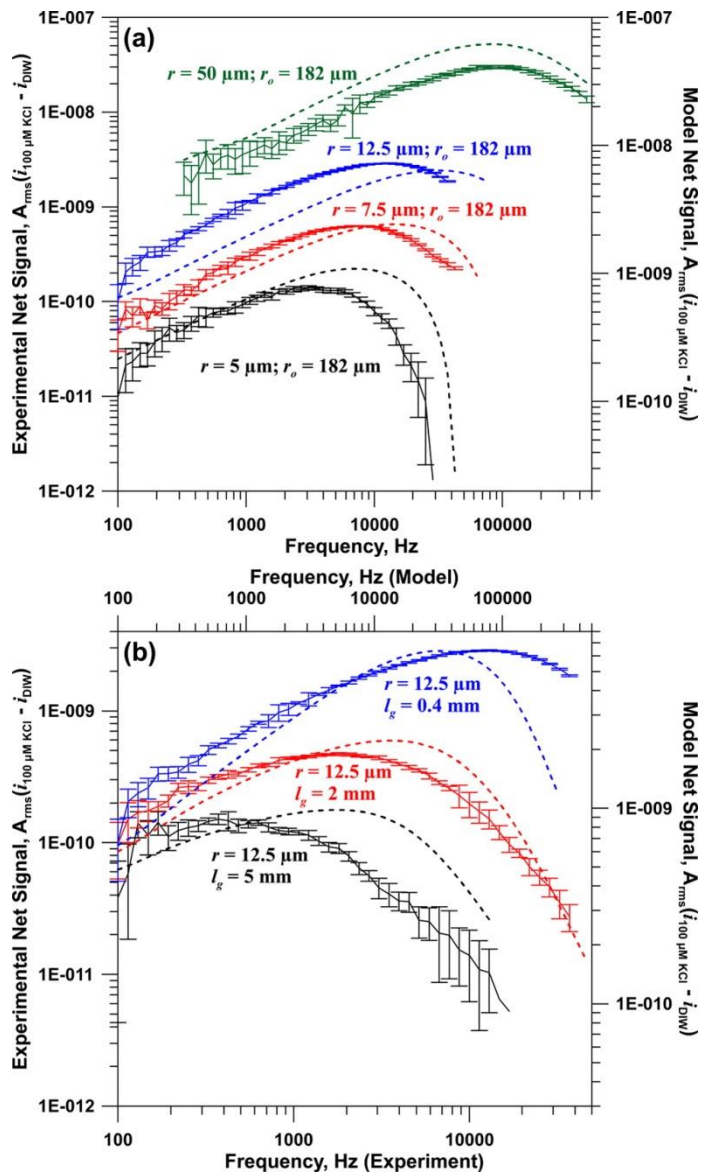 (a)
1E-007
1E-008
1E-009
1E-010
1E-011
1E-012
Experimental Net Signal, Arms(i100 µM KCl - iDIW)
r = 50 µm; ro = 182 µm
r = 12.5 µm; ro = 182 µm
r = 7.5 µm; ro = 182 µm
r = 5 µm; ro = 182 µm
1E-007
1E-008
1E-009
1E-010
Model Net Signal, Arms(i100 µM KCl - iDIW)
100 1000 10000 100000
Frequency, Hz
Frequency, Hz (Model)
100 1000 10000 100000
(b)
1E-009
1E-010
1E-011
1E-012
Experimental Net Signal, Arms(i100 µM KCl - iDIW)
r = 12.5 µm
lg = 0.4 mm
r = 12.5 µm
lg = 2 mm
r = 12.5 µm
lg = 5 mm
1E-009
1E-010
Model Net Signal, Arms(i100 µM KCl - iDIW)
100 1000 10000
Frequency, Hz (Experiment)